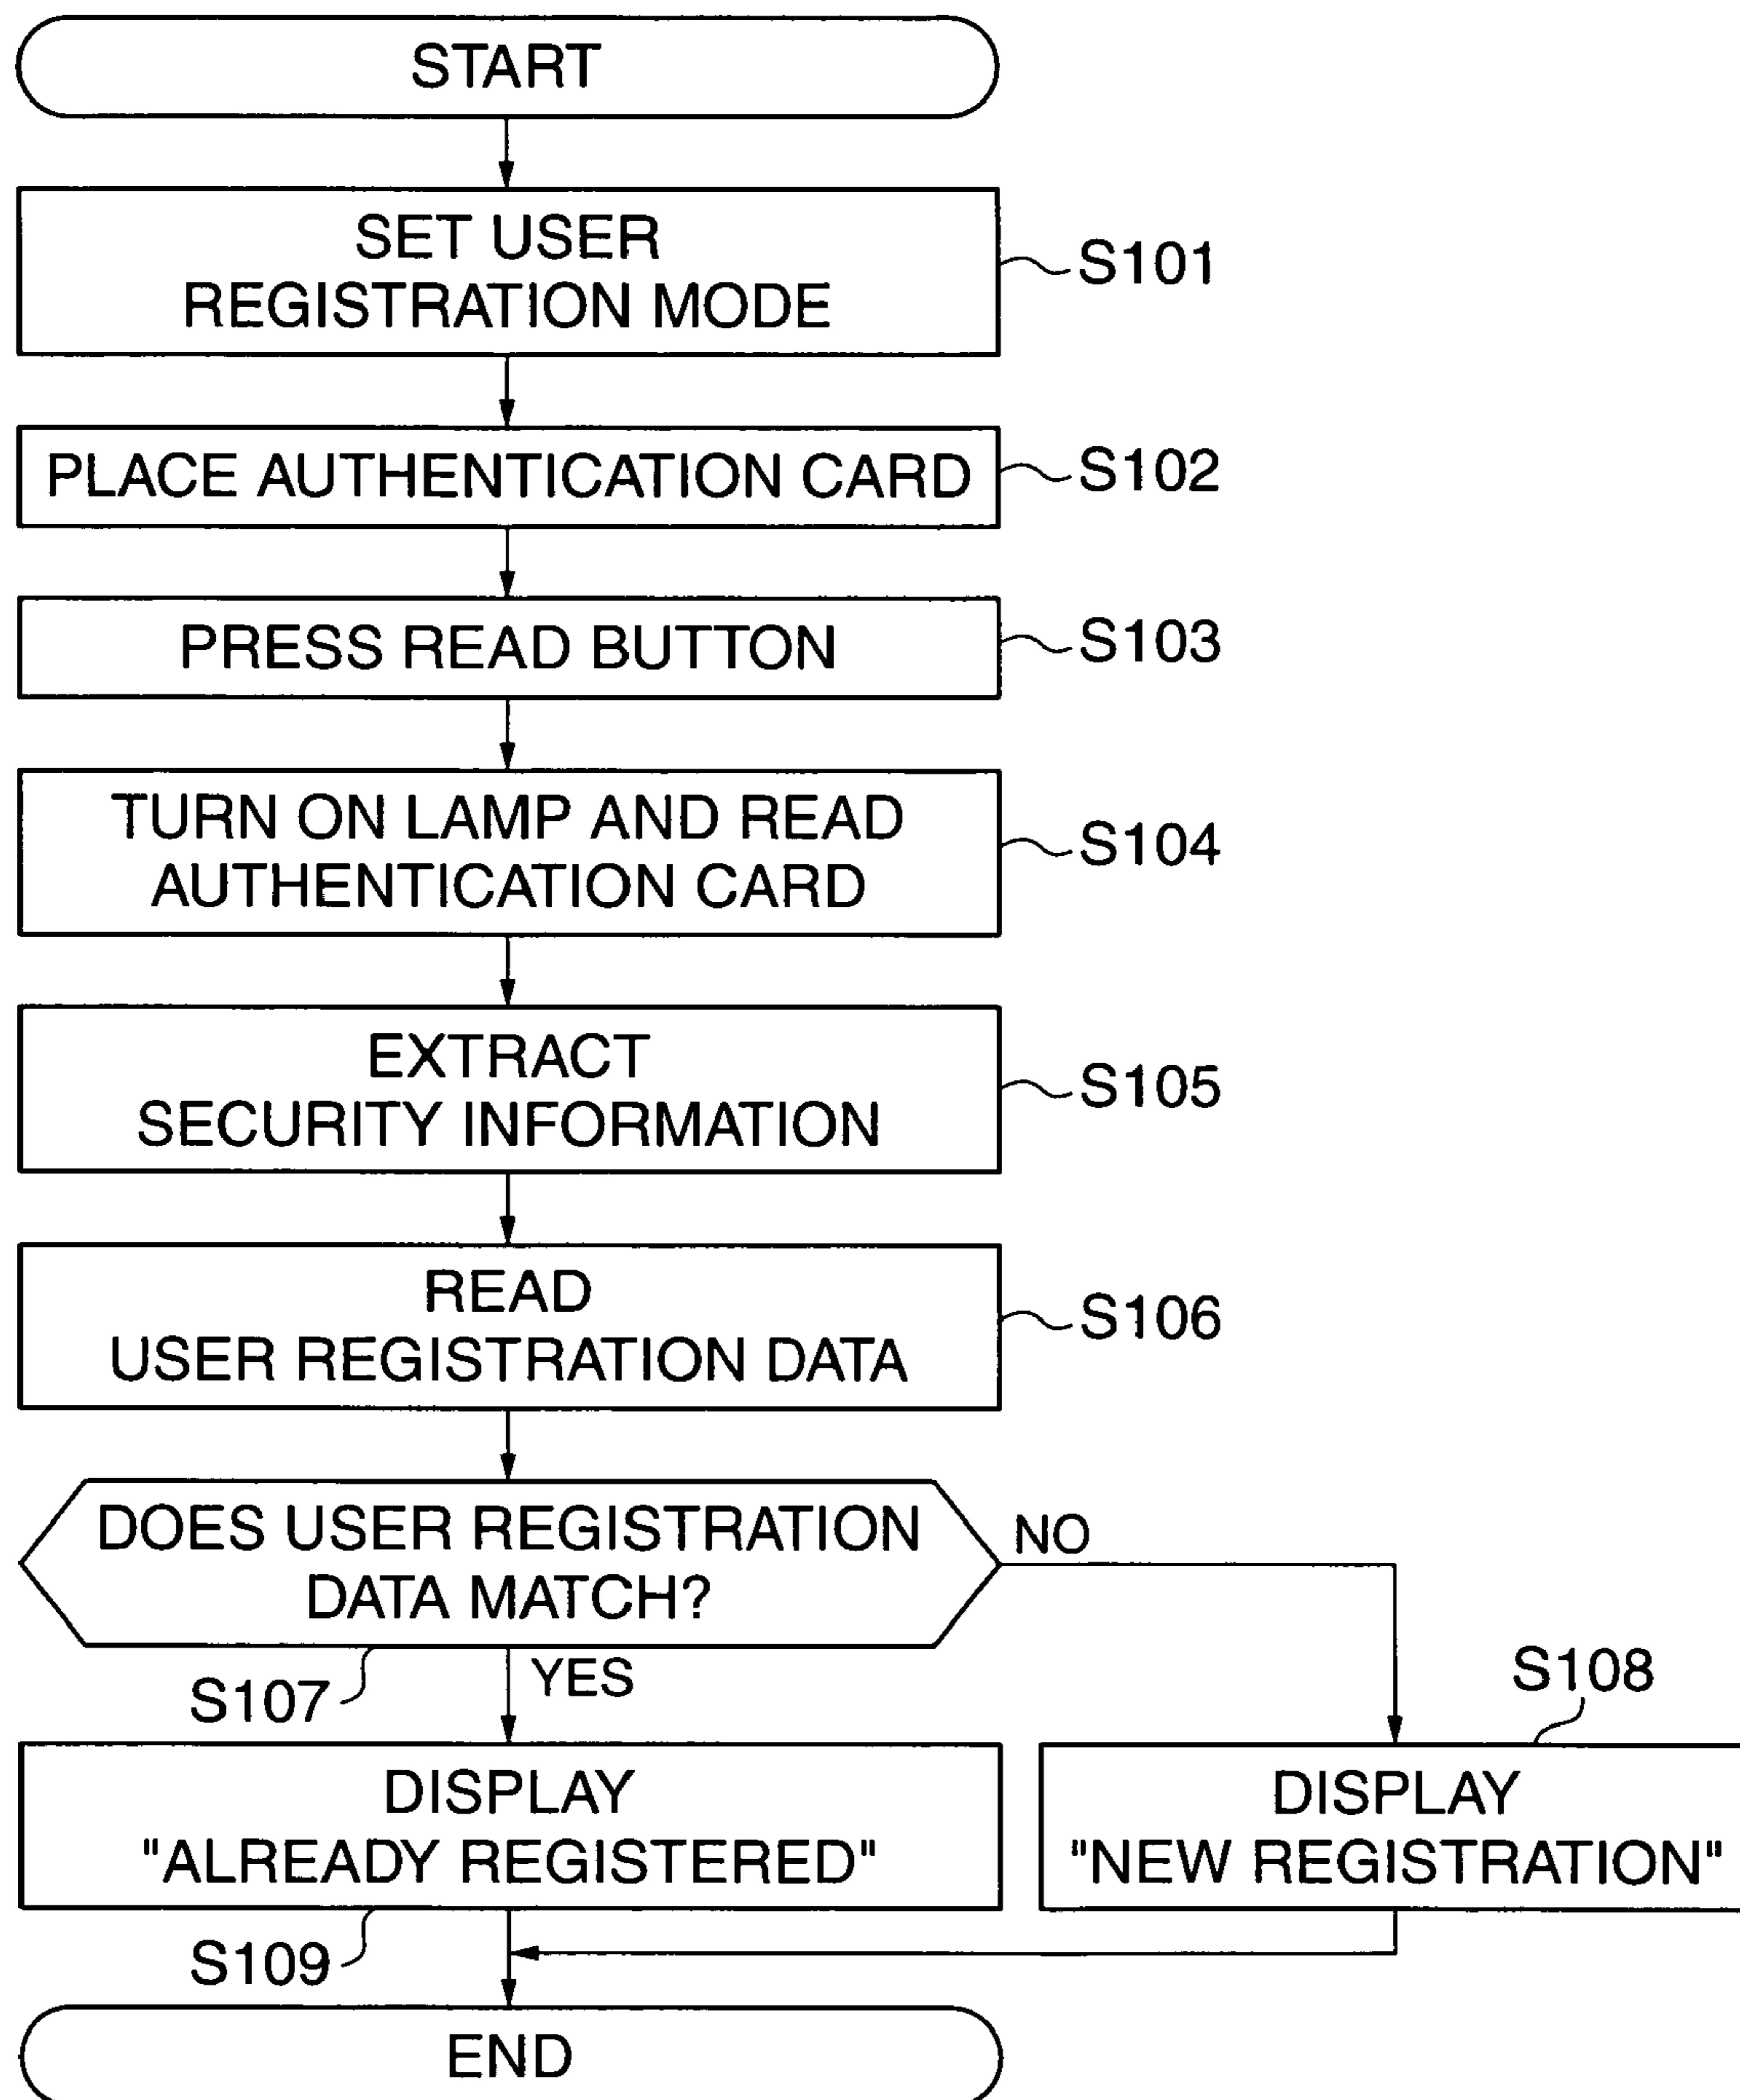 START
SET USER
REGISTRATION MODE
S101
PLACE AUTHENTICATION CARD
S102
PRESS READ BUTTON
S103
TURN ON LAMP AND READ
AUTHENTICATION CARD
S104
EXTRACT
SECURITY INFORMATION
S105
READ
USER REGISTRATION DATA
S106
DOES USER REGISTRATION
DATA MATCH?
NO
S107
YES
S108
DISPLAY
"ALREADY REGISTERED"
DISPLAY
"NEW REGISTRATION"
S109
END